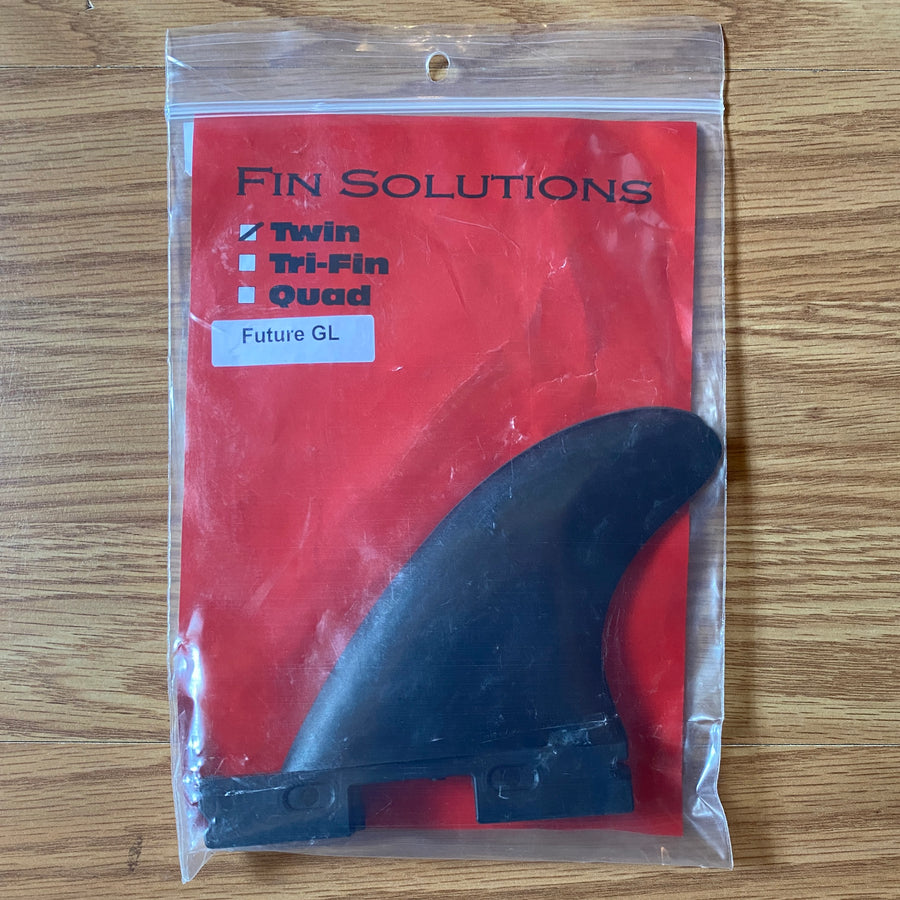 Fin Solutions
Twin
Tri-Fin
Quad
Future GL